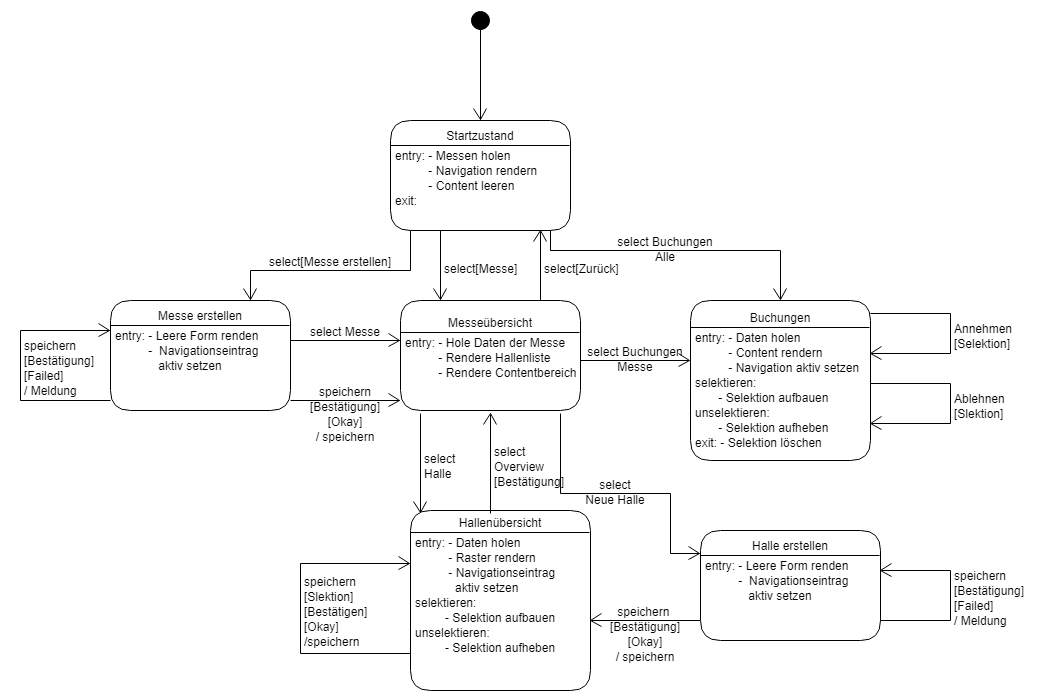 Startzustand
entry: - Messen holen
- Navigation rendern
- Content leeren
exit:
select[Messe erstellen]
select[Messe]
select[Zurück]
select Buchungen
Alle
Messe erstellen
entry: - Leere Form renden
- Navigationseintrag
aktiv setzen
speichern
[Bestätigung]
[Failed]
/ Meldung
select Messe
speichern
[Bestätigung]
[Okay]
/ speichern
Messeübersicht
entry: - Hole Daten der Messe
- Rendere Hallenliste
- Rendere Contentbereich
select Buchungen
Messe
Buchungen
entry: - Daten holen
- Content rendern
- Navigation aktiv setzen
selektieren:
- Selektion aufbauen
unselektieren:
- Selektion aufheben
exit: - Selektion löschen
Annehmen
[Selektion]
Ablehnen
[Slektion]
select
Halle
select
Overview
[Bestätigung]
select
Neue Halle
Hallenübersicht
entry: - Daten holen
- Raster rendern
- Navigationseintrag
aktiv setzen
selektieren:
- Selektion aufbauen
unselektieren:
- Selektion aufheben
speichern
[Slektion]
[Bestätigen]
[Okay]
/speichern
speichern
[Bestätigung]
[Okay]
/ speichern
Halle erstellen
entry: - Leere Form renden
- Navigationseintrag
aktiv setzen
speichern
[Bestätigung]
[Failed]
/ Meldung